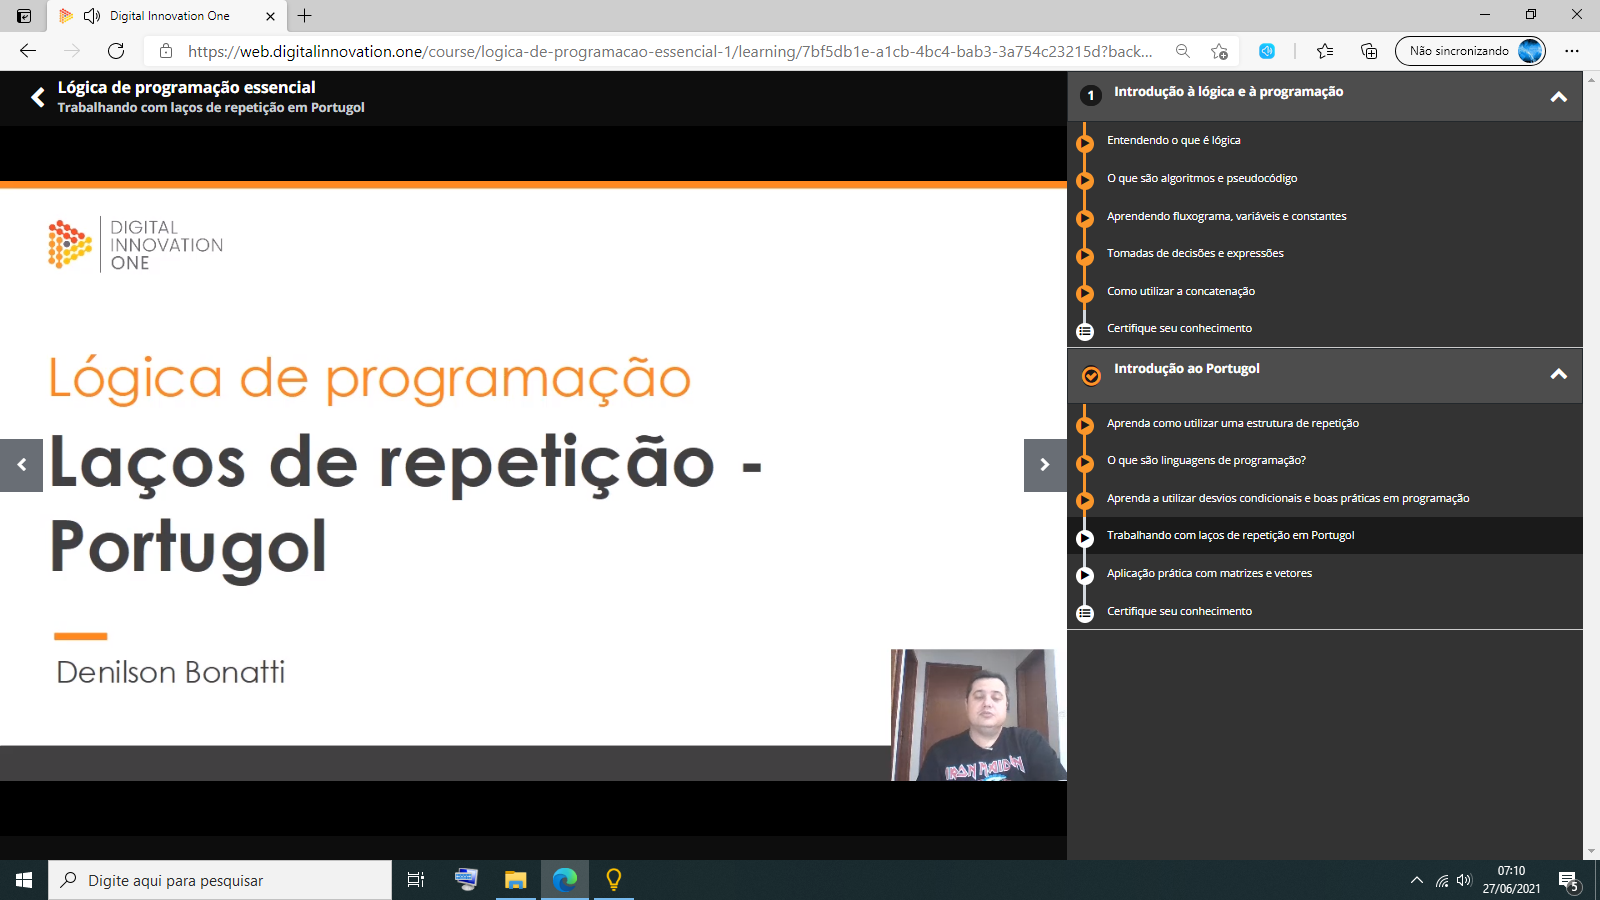 Digital Innovation One
https://web.digitalinnovation.one/course/logica-de-programacao-essencial-1/learning/7bf5db1e-a1cb-4bc4-bab3-3a754c23215d?back...
Não sincronizando
Lógica de programação essencial
Trabalhando com laços de repetição em Portugol
DIGITAL
INNOVATION
ONE
Lógica de programação
Laços de repetição -
Portugol
Denilson Bonatti
IRON MAIDEN
1 Introdução à lógica e à programação
Entendendo o que é lógica
O que são algoritmos e pseudocódigo
Aprendendo fluxograma, variáveis e constantes
Tomadas de decisões e expressões
Como utilizar a concatenação
Certifique seu conhecimento
Introdução ao Portugol
Aprenda como utilizar uma estrutura de repetição
O que são linguagens de programação?
Aprenda a utilizar desvios condicionais e boas práticas em programação
Trabalhando com laços de repetição em Portugol
Aplicação prática com matrizes e vetores
Certifique seu conhecimento
Digite aqui para pesquisar
07:10
27/06/2021
5